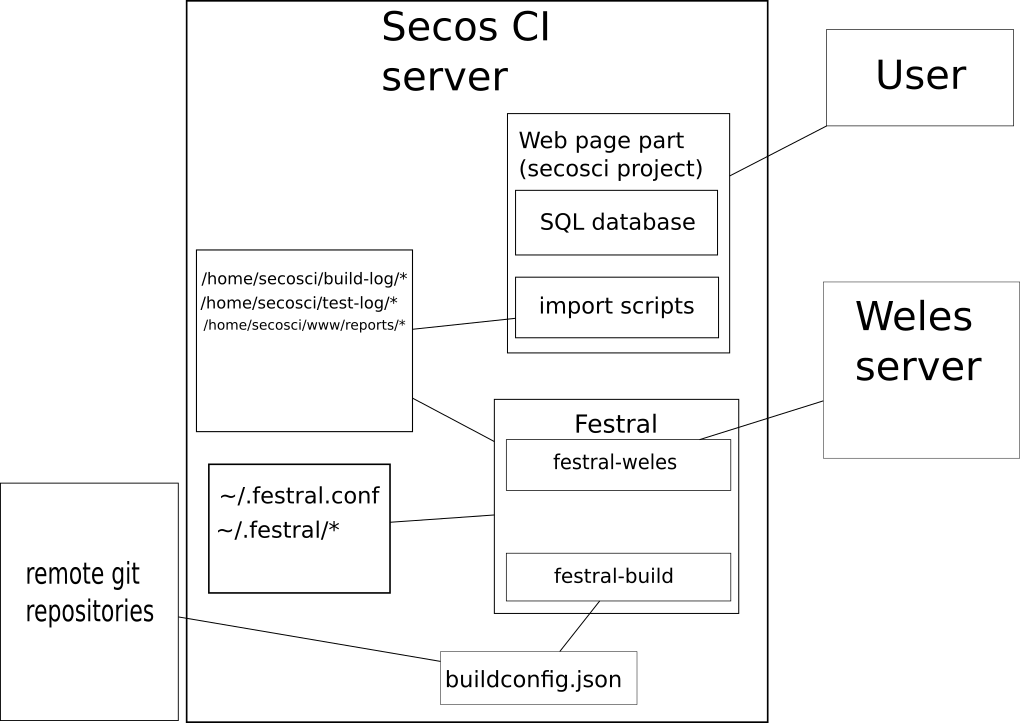 Secos CI
server
User
Web page part
(secosci project)
SQL database
import scripts
/home/secosci/build-log/*
/home/secosci/test-log/*
/home/secosci/www/reports/*
Weles
server
Festral
festral-weles
festral-build
~/.festral.conf
~/.festral/*
remote git
repositories
buildconfig.json